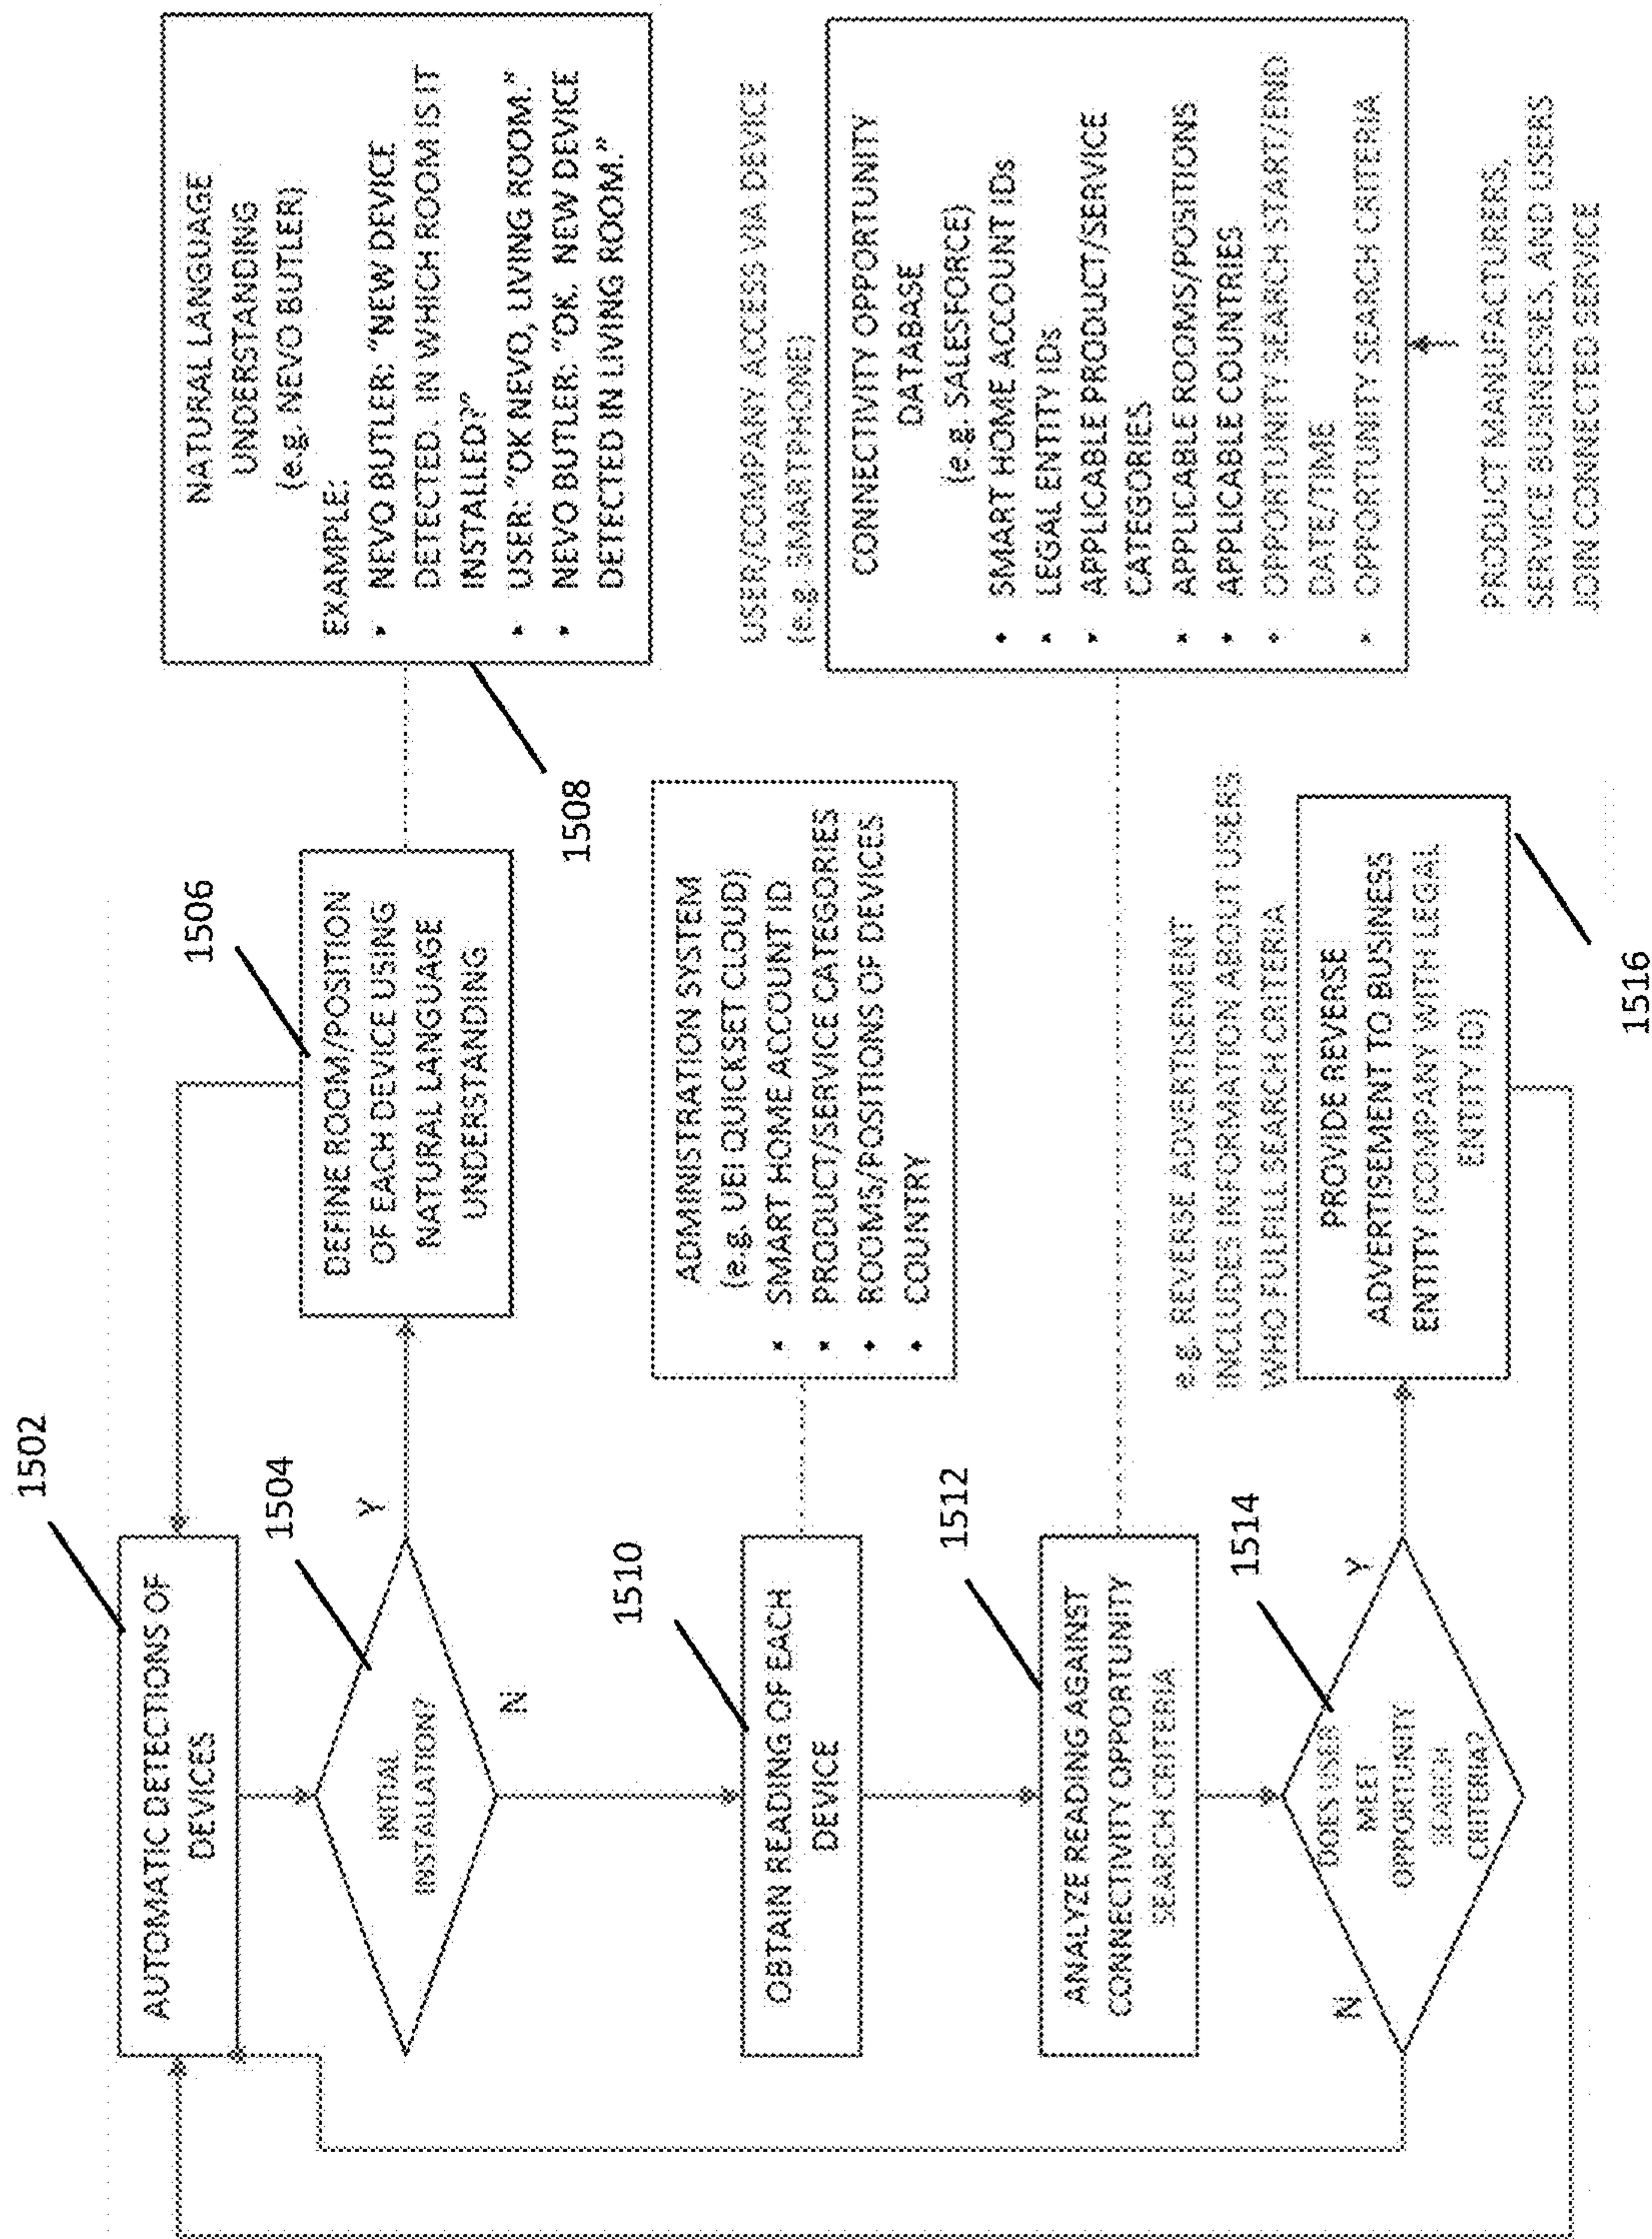 1502
AUTOMATIC DETECTIONS OF
DEVICES
1504
INITIAL
INSTALLATION?
Y
N
1506
DEFINE ROOM/POSITION
OF EACH DEVICE USING
NATURAL LANGUAGE
UNDERSTANDING
1508
NATURAL LANGUAGE
UNDERSTANDING
(e.g. NEVO BUTLER)
EXAMPLE:
NEVO BUTLER: "NEW DEVICE
DETECTED. IN WHICH ROOM IS IT
INSTALLED?"
USER: "OK NEVO, LIVING ROOM."
NEVO BUTLER: "OK. NEW DEVICE
DETECTED IN LIVING ROOM."
1510
OBTAIN READING OF EACH
DEVICE
ADMINISTRATION SYSTEM
(e.g. UEI QUICKSET CLOUD)
SMART HOME ACCOUNT ID
PRODUCT/SERVICE CATEGORIES
ROOMS/POSITIONS OF DEVICES
COUNTRY
USER/COMPANY ACCESS VIA DEVICE
(e.g. SMARTPHONE)
1512
ANALYZE READING AGAINST
CONNECTIVITY OPPORTUNITY
SEARCH CRITERIA
CONNECTIVITY OPPORTUNITY
DATABASE
(e.g. SALESFORCE)
SMART HOME ACCOUNT IDs
LEGAL ENTITY IDs
APPLICABLE PRODUCT/SERVICE
CATEGORIES
APPLICABLE ROOMS/POSITIONS
APPLICABLE COUNTRIES
OPPORTUNITY SEARCH START/END
DATE/TIME
OPPORTUNITY SEARCH CRITERIA
PRODUCT MANUFACTURERS,
SERVICE BUSINESSES, AND USERS
JOIN CONNECTED SERVICE
1514
DOES USER
MEET
OPPORTUNITY
SEARCH
CRITERIA?
N
Y
e.g. REVERSE ADVERTISEMENT
INCLUDES INFORMATION ABOUT USERS
WHO FULFILL SEARCH CRITERIA
PROVIDE REVERSE
ADVERTISEMENT TO BUSINESS
ENTITY (COMPANY WITH LEGAL
ENTITY ID)
1516